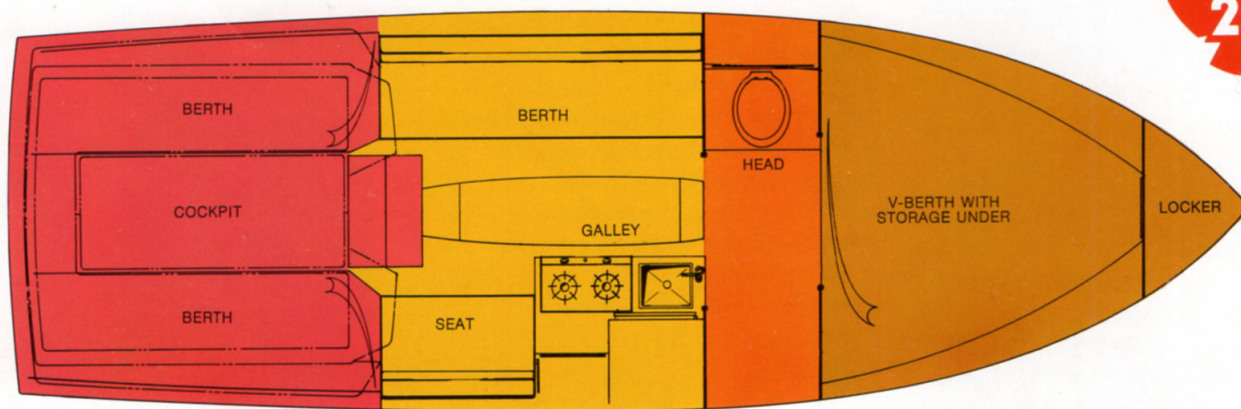 2
BERTH
BERTH
HEAD
COCKPIT
V-BERTH WITH
STORAGE UNDER
LOCKER
GALLEY
BERTH
SEAT